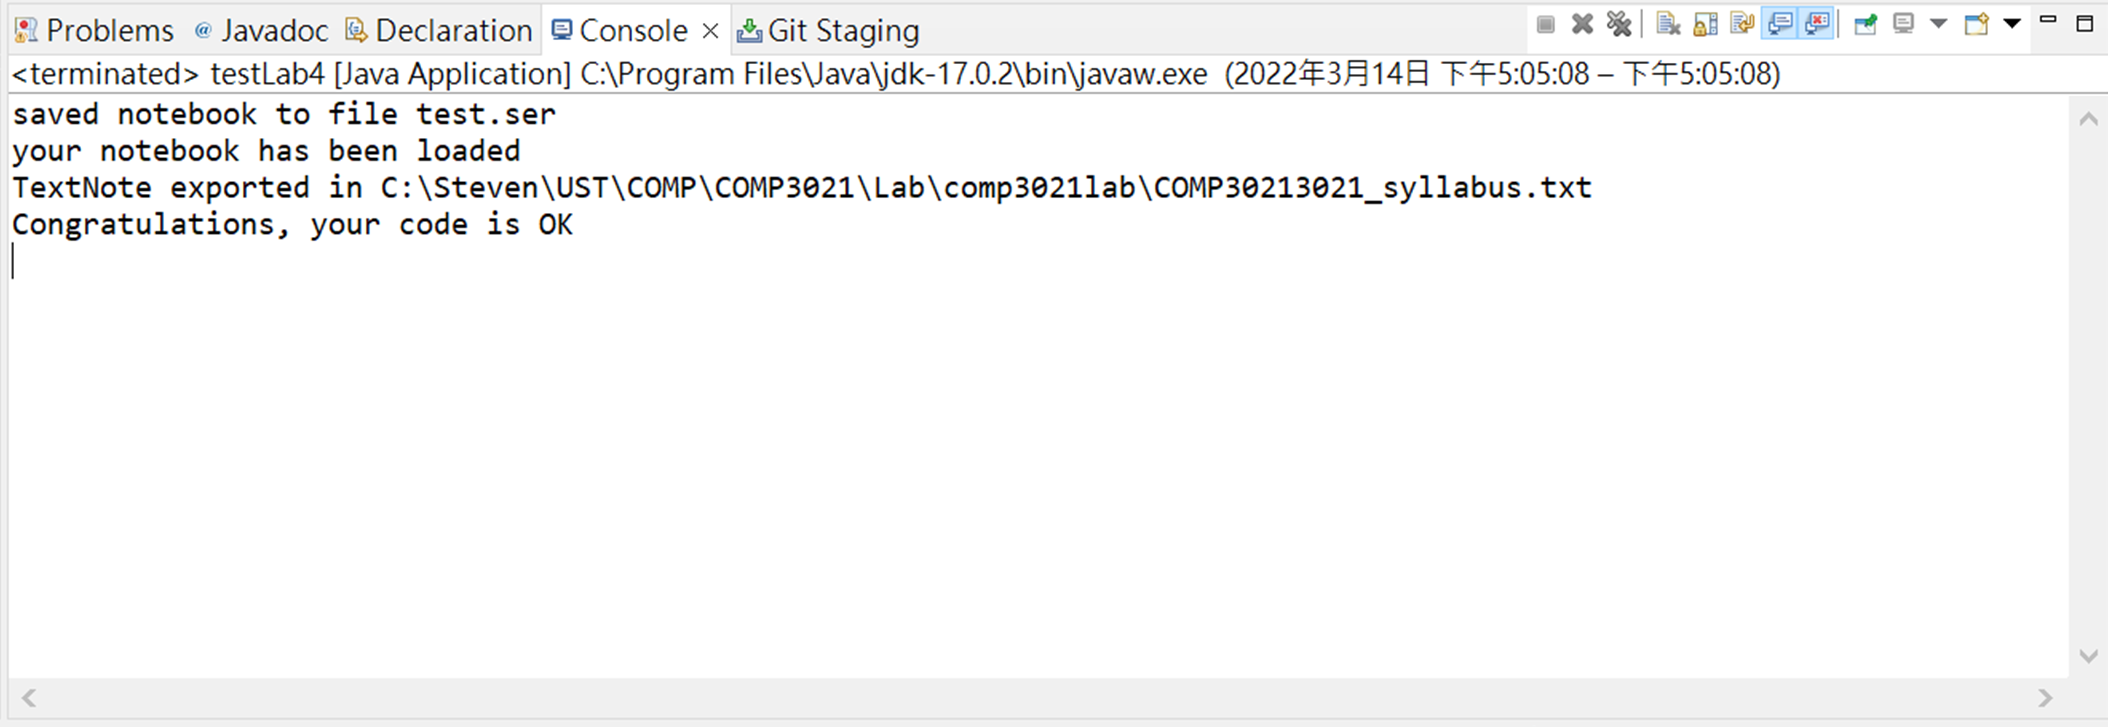 Problems @ Javadoc Declaration Console Git Staging
<terminated> testLab4 [Java Application] C:\Program Files\Java\jdk-17.0.2\bin\javaw.exe (2022年3月14日 下午5:05:08 – 下午5:05:08)
saved notebook to file test.ser
your notebook has been loaded
TextNote exported in C:\Steven\UST\COMP\COMP3021\Lab\comp3021lab\COMP30213021_syllabus.txt
Congratulations, your code is OK